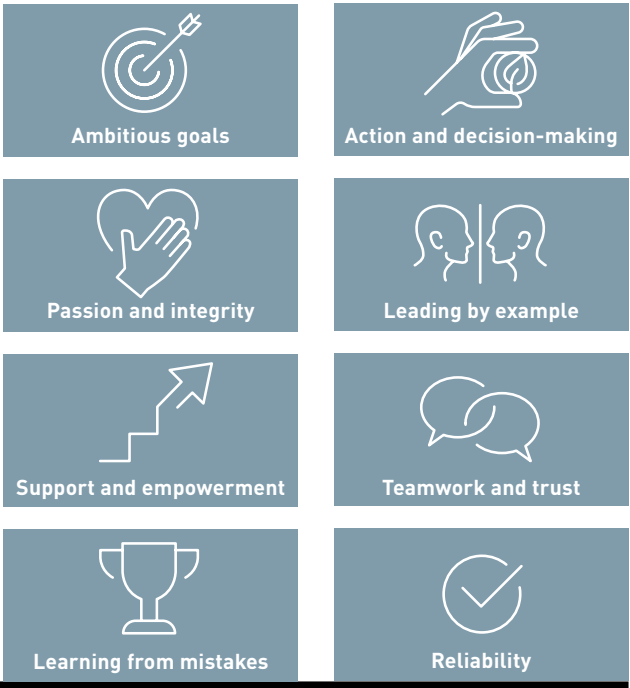 Ambitious goals
Action and decision-making
Passion and integrity
Leading by example
Support and empowerment
Teamwork and trust
Learning from mistakes
Reliability